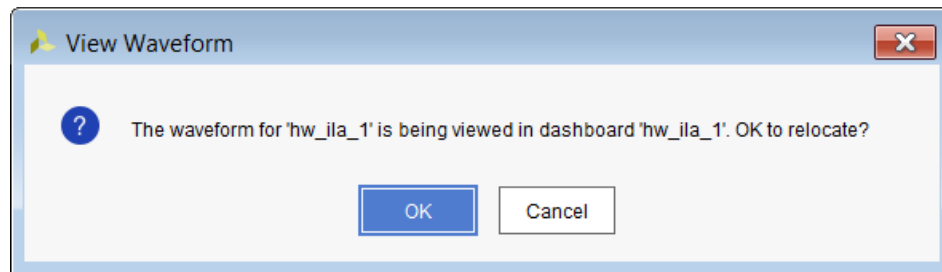 View Waveform
The waveform for 'hw_ila_1' is being viewed in dashboard 'hw_ila_1'. OK to relocate?
OK
Cancel